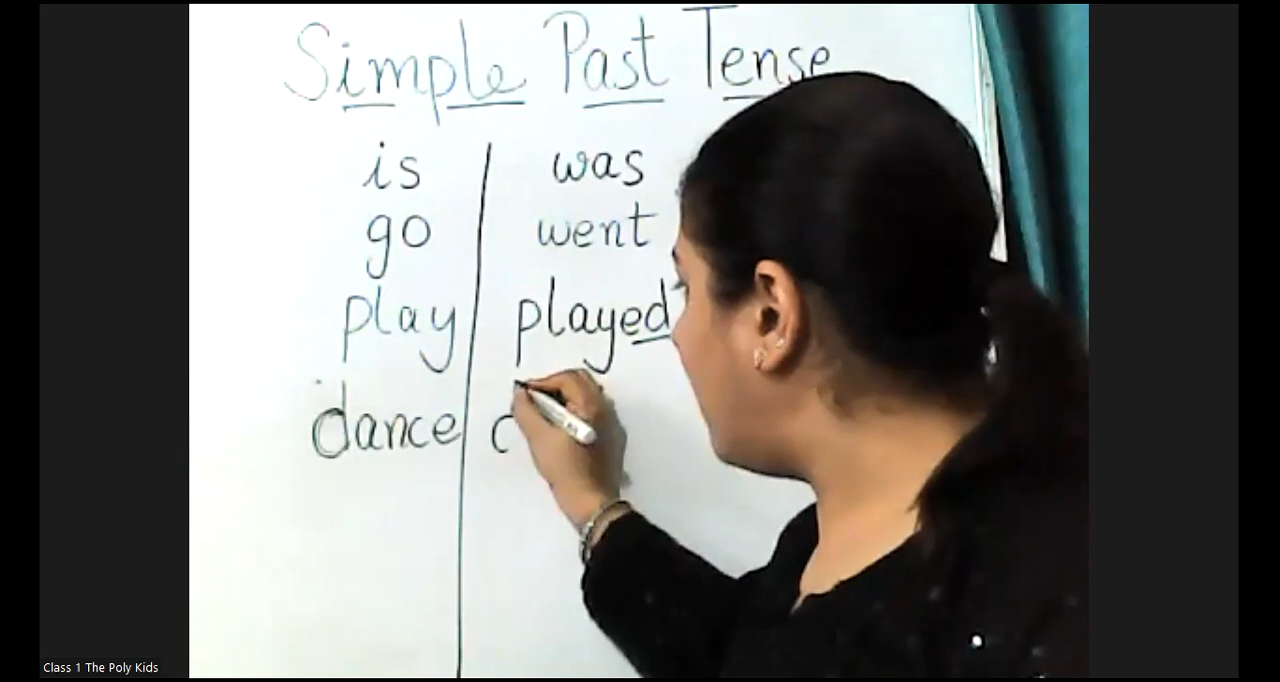 Simple Past Tense
is was
go went
play played
dance
Class 1 The Poly Kids